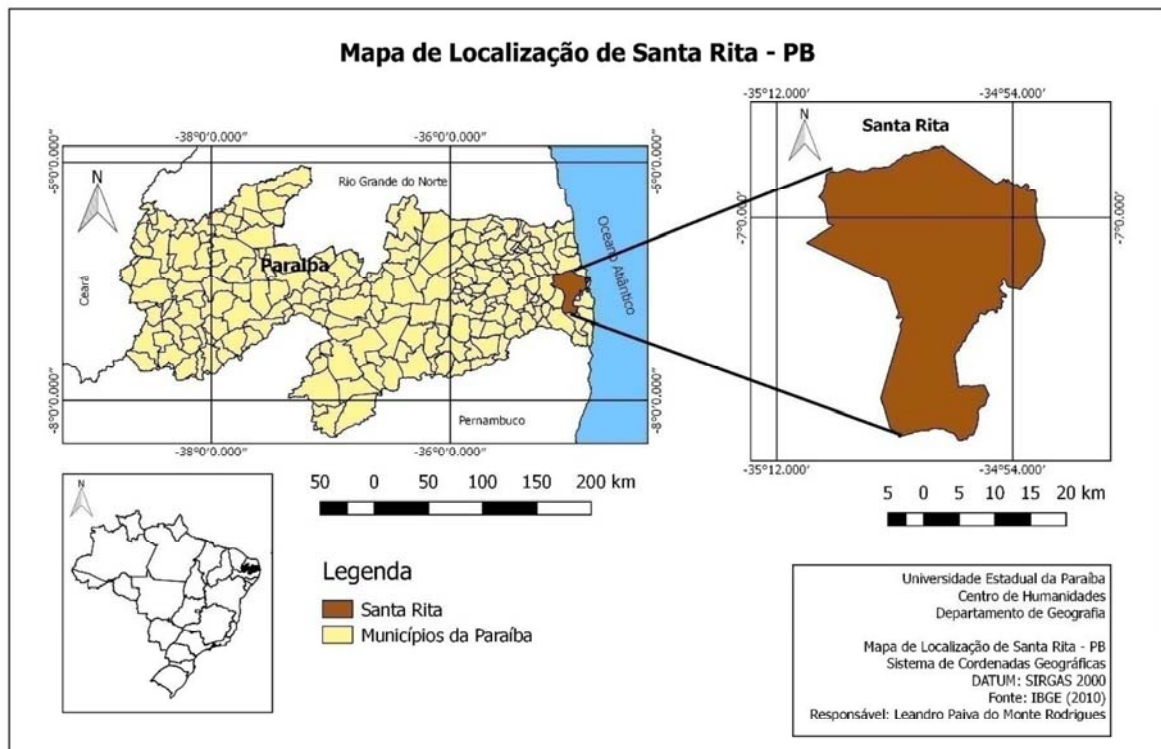 Mapa de Localização de Santa Rita - PB
-38°0'0.000"
-36°0'0.000"
-5°0'0.000"
-5°0'0.000"
N
Rio Grande do Norte
Ceará
Paraíba
Oceano Atlântico
Pernambuco
-8°0'0.000"
-8°0'0.000"
-38°0'0.000"
-36°0'0.000"
50 0 50 100 150 200 km
-35°12.000'
-34°54.000'
N
Santa Rita
-7°0.000'
-7°0.000'
-35°12.000'
-34°54.000'
5 0 5 10 15 20 km
N
Legenda
Santa Rita
Municípios da Paraíba
Universidade Estadual da Paraíba
Centro de Humanidades
Departamento de Geografia
Mapa de Localização de Santa Rita - PB
Sistema de Cordenadas Geográficas
DATUM: SIRGAS 2000
Fonte: IBGE (2010)
Responsável: Leandro Paiva do Monte Rodrigues